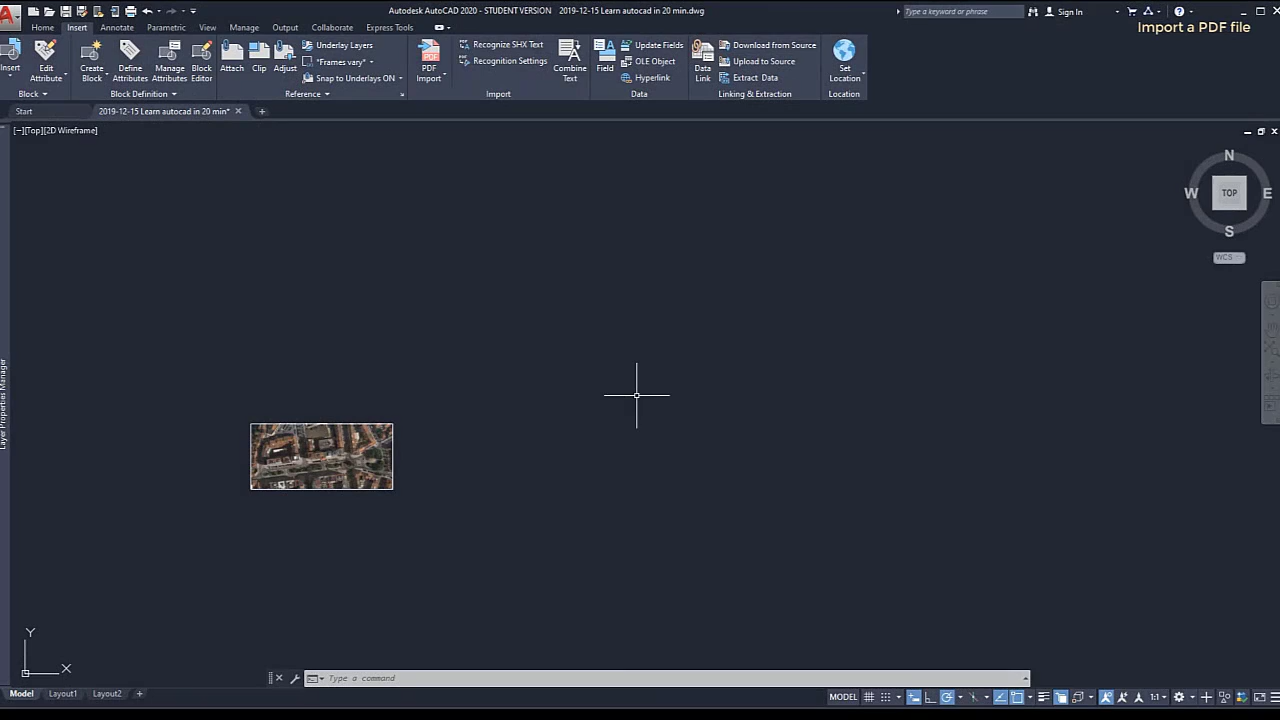 Autodesk AutoCAD 2020 - STUDENT VERSION 2019-12-15 Learn autocad in 20 min.dwg
Type a keyword or phrase
Sign In
Import a PDF file
Home Insert Annotate Parametric View Manage Output Collaborate Express Tools
Insert
Edit Attribute
Create Block
Define Attributes
Manage Attributes
Block Editor
Attach
Clip
Adjust
Underlay Layers
*Frames vary*
Snap to Underlays ON
PDF Import
Recognize SHX Text
Recognition Settings
Combine Text
Field
Update Fields
OLE Object
Hyperlink
Data Link
Download from Source
Upload to Source
Extract Data
Set Location
Block
Block Definition
Reference
Import
Data
Linking & Extraction
Location
Start
2019-12-15 Learn autocad in 20 min*
[−][Top][2D Wireframe]
N
W TOP E
S
WCS
Layer Properties Manager
Y
X
Type a command
Model Layout1 Layout2
MODEL
1:1